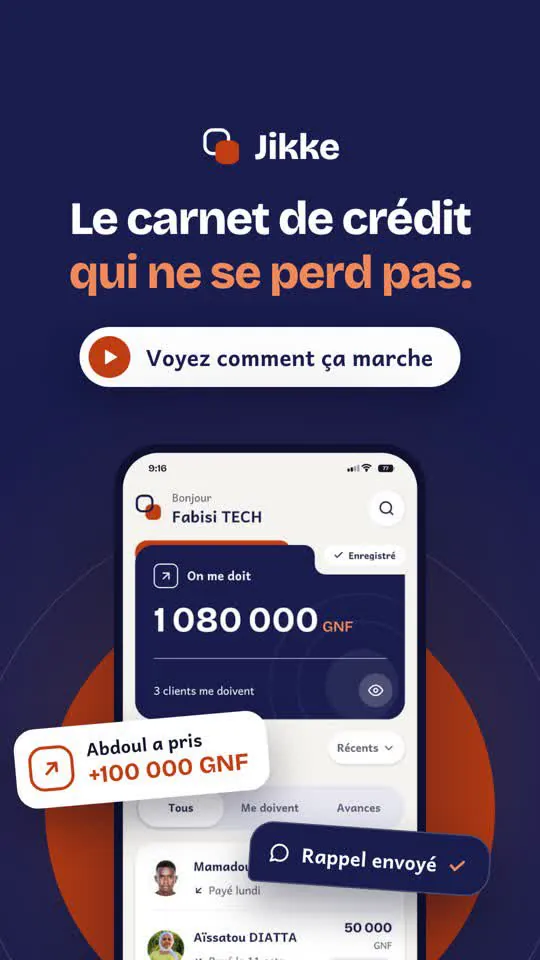 Jikke
Le carnet de crédit
qui ne se perd pas.
Voyez comment ça marche
9:16
77
Bonjour
Fabisi TECH
Enregistré
On me doit
1 080 000 GNF
3 clients me doivent
Abdoul a pris
+100 000 GNF
Récents
Tous
Me doivent
Avances
Rappel envoyé
Mamadou
Payé lundi
Aïssatou DIATTA
50 000
GNF